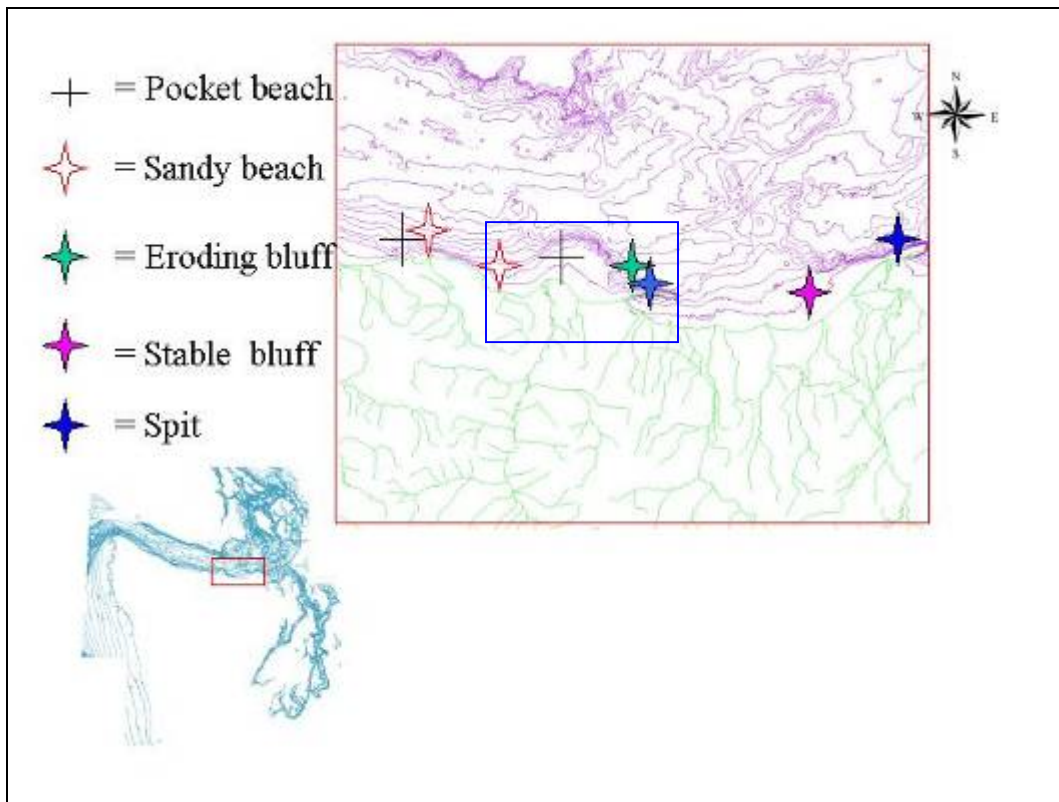 = Pocket beach
= Sandy beach
= Eroding bluff
= Stable bluff
= Spit
N
W E
S